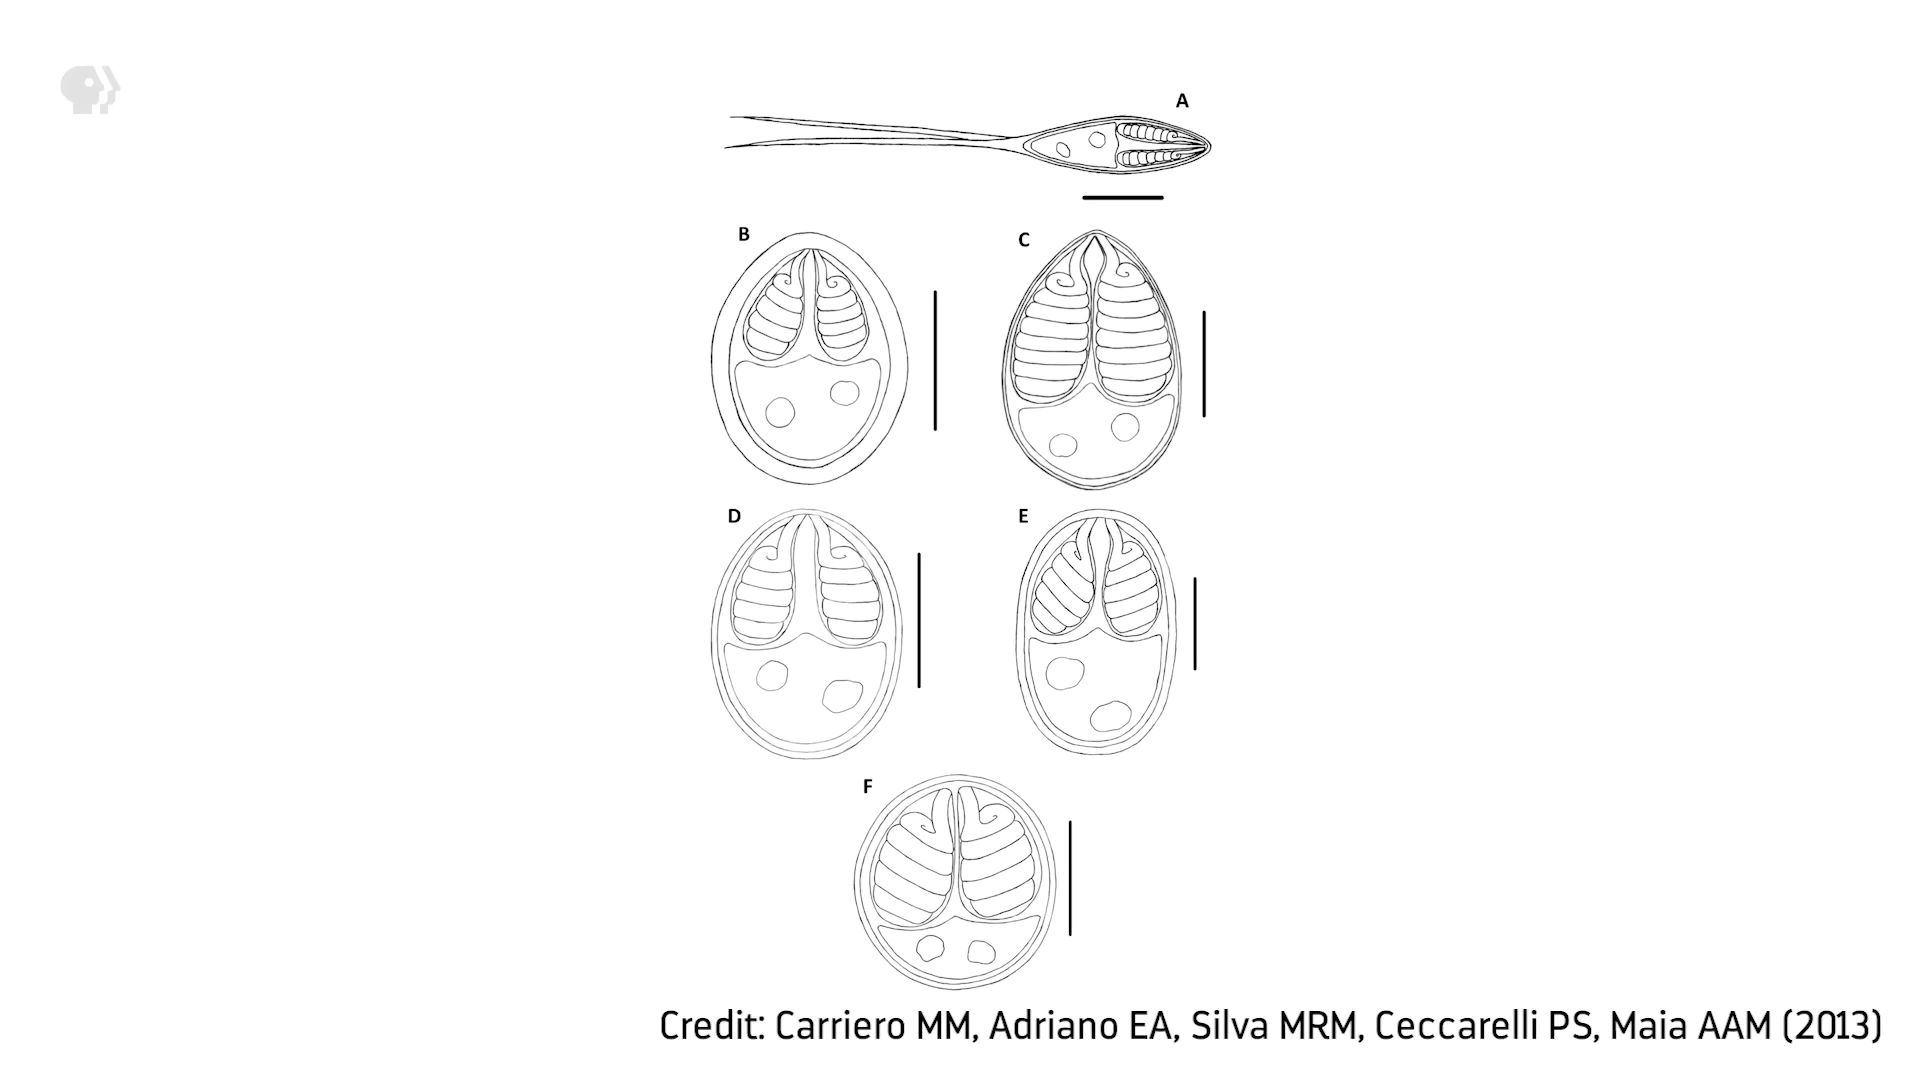 A
B
C
D
E
F
Credit: Carriero MM, Adriano EA, Silva MRM, Ceccarelli PS, Maia AAM (2013)